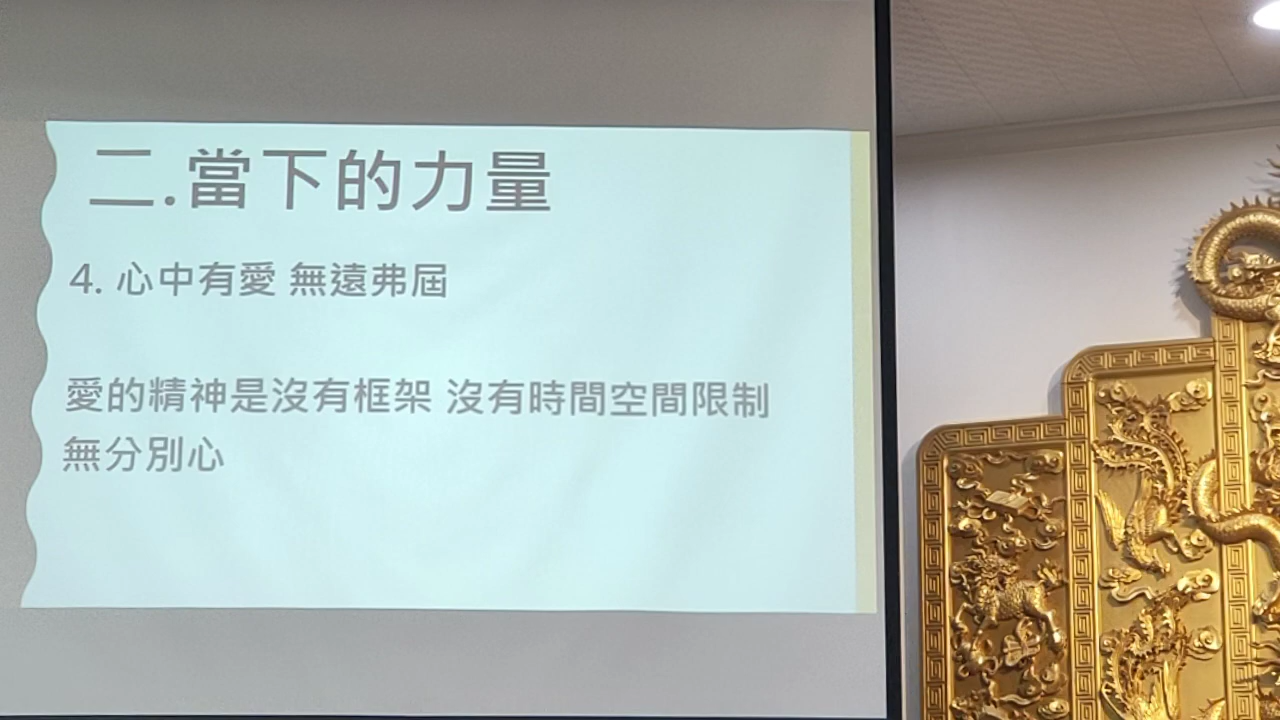 二.當下的力量
4. 心中有愛 無遠弗屆
愛的精神是沒有框架 沒有時間空間限制
無分別心